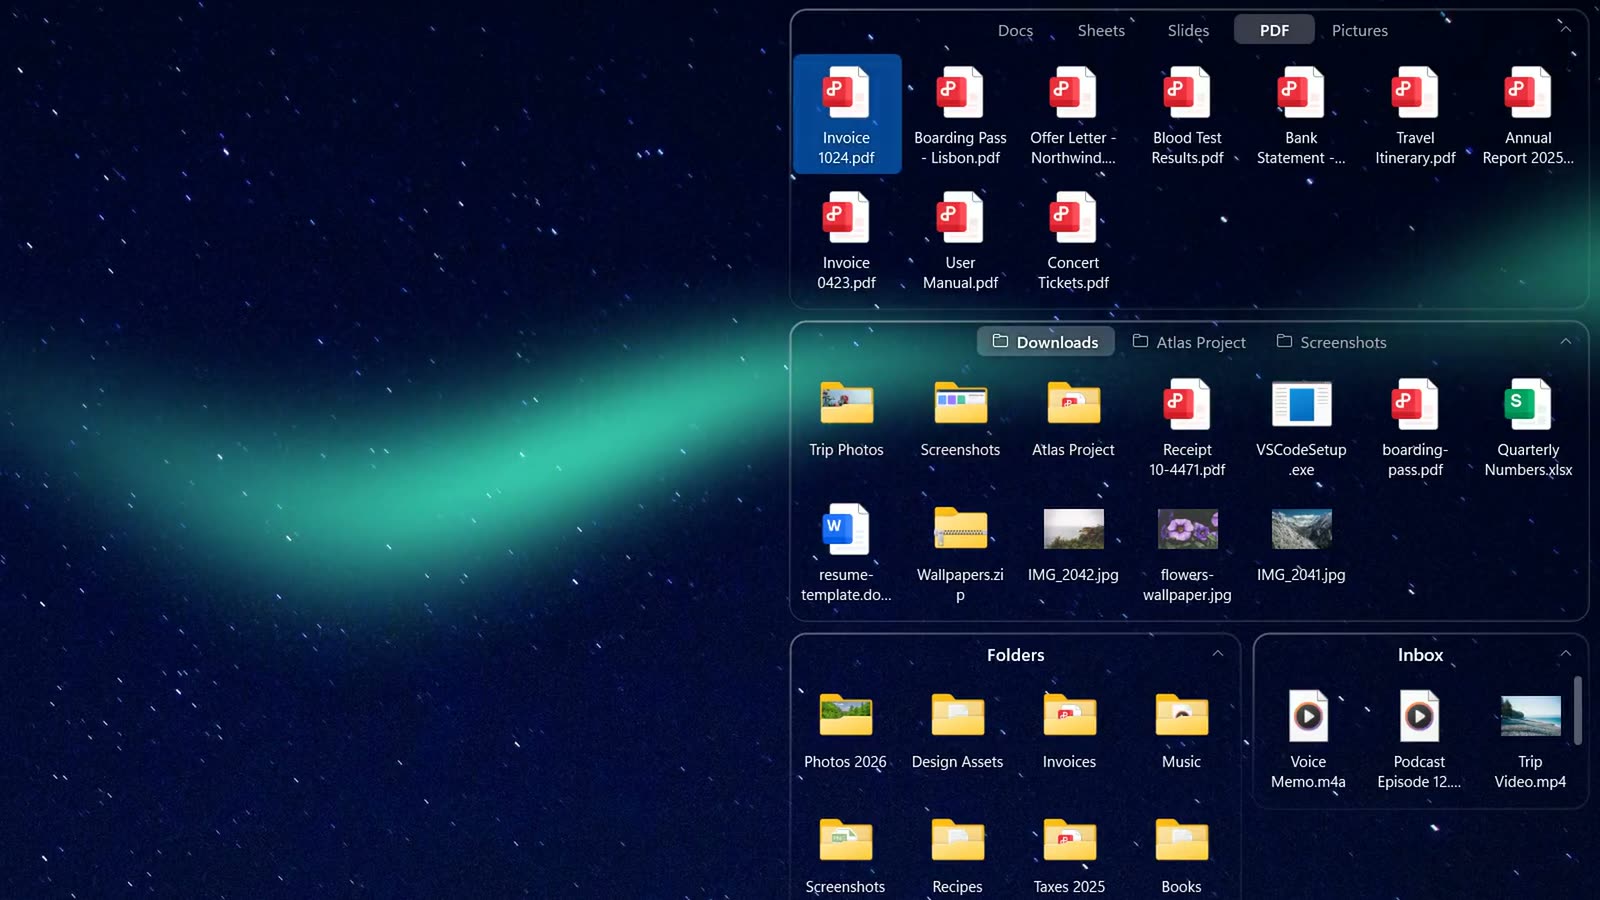 Docs Sheets Slides PDF Pictures
Invoice 1024.pdf
Boarding Pass - Lisbon.pdf
Offer Letter - Northwind....
Blood Test Results.pdf
Bank Statement -...
Travel Itinerary.pdf
Annual Report 2025...
Invoice 0423.pdf
User Manual.pdf
Concert Tickets.pdf
Downloads Atlas Project Screenshots
Trip Photos
Screenshots
Atlas Project
Receipt 10-4471.pdf
VSCodeSetup.exe
boarding-pass.pdf
Quarterly Numbers.xlsx
resume-template.do...
Wallpapers.zip
IMG_2042.jpg
flowers-wallpaper.jpg
IMG_2041.jpg
Folders
Photos 2026
Design Assets
Invoices
Music
Screenshots
Recipes
Taxes 2025
Books
Inbox
Voice Memo.m4a
Podcast Episode 12....
Trip Video.mp4